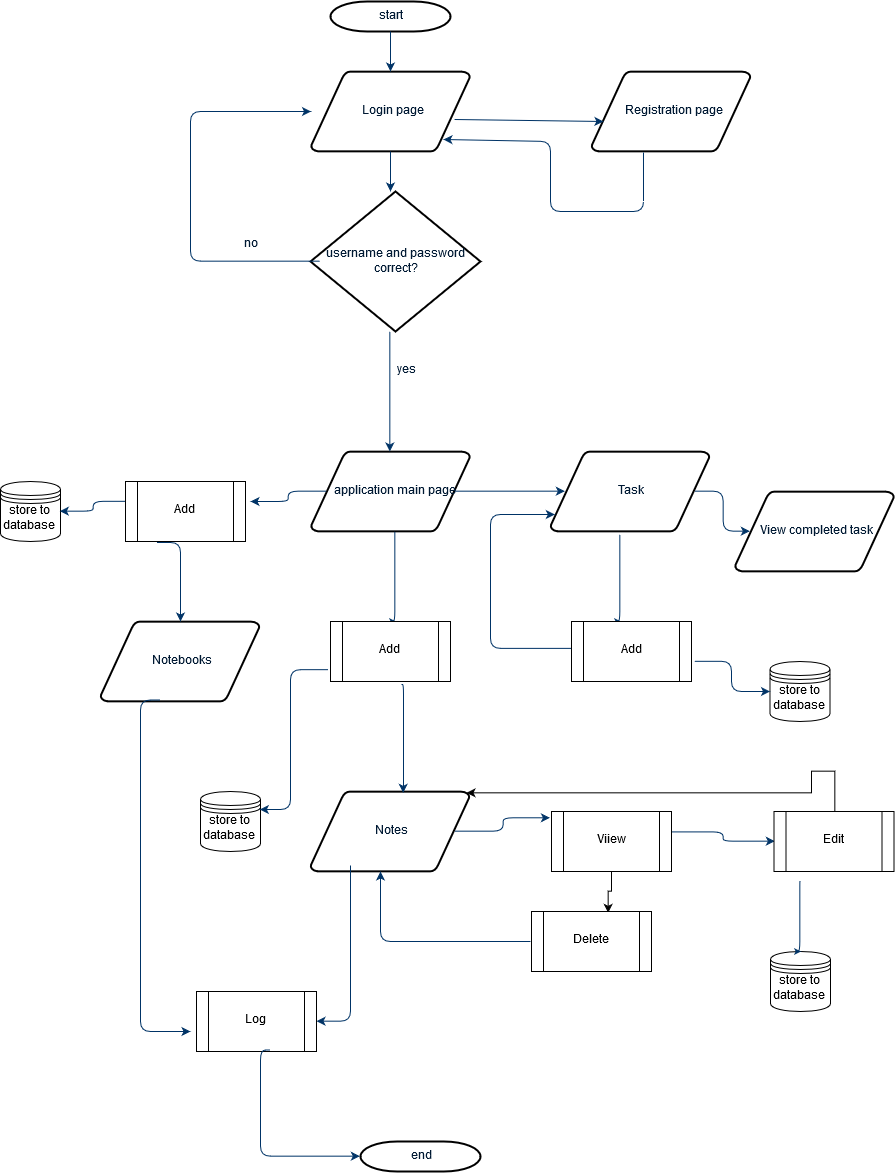 start
Login page
Registration page
username and password
correct?
no
yes
application main page
Task
View completed task
Add
store to
database
Notebooks
Add
Add
store to
database
store to
database
Notes
Viiew
Edit
Delete
store to
database
Log
end